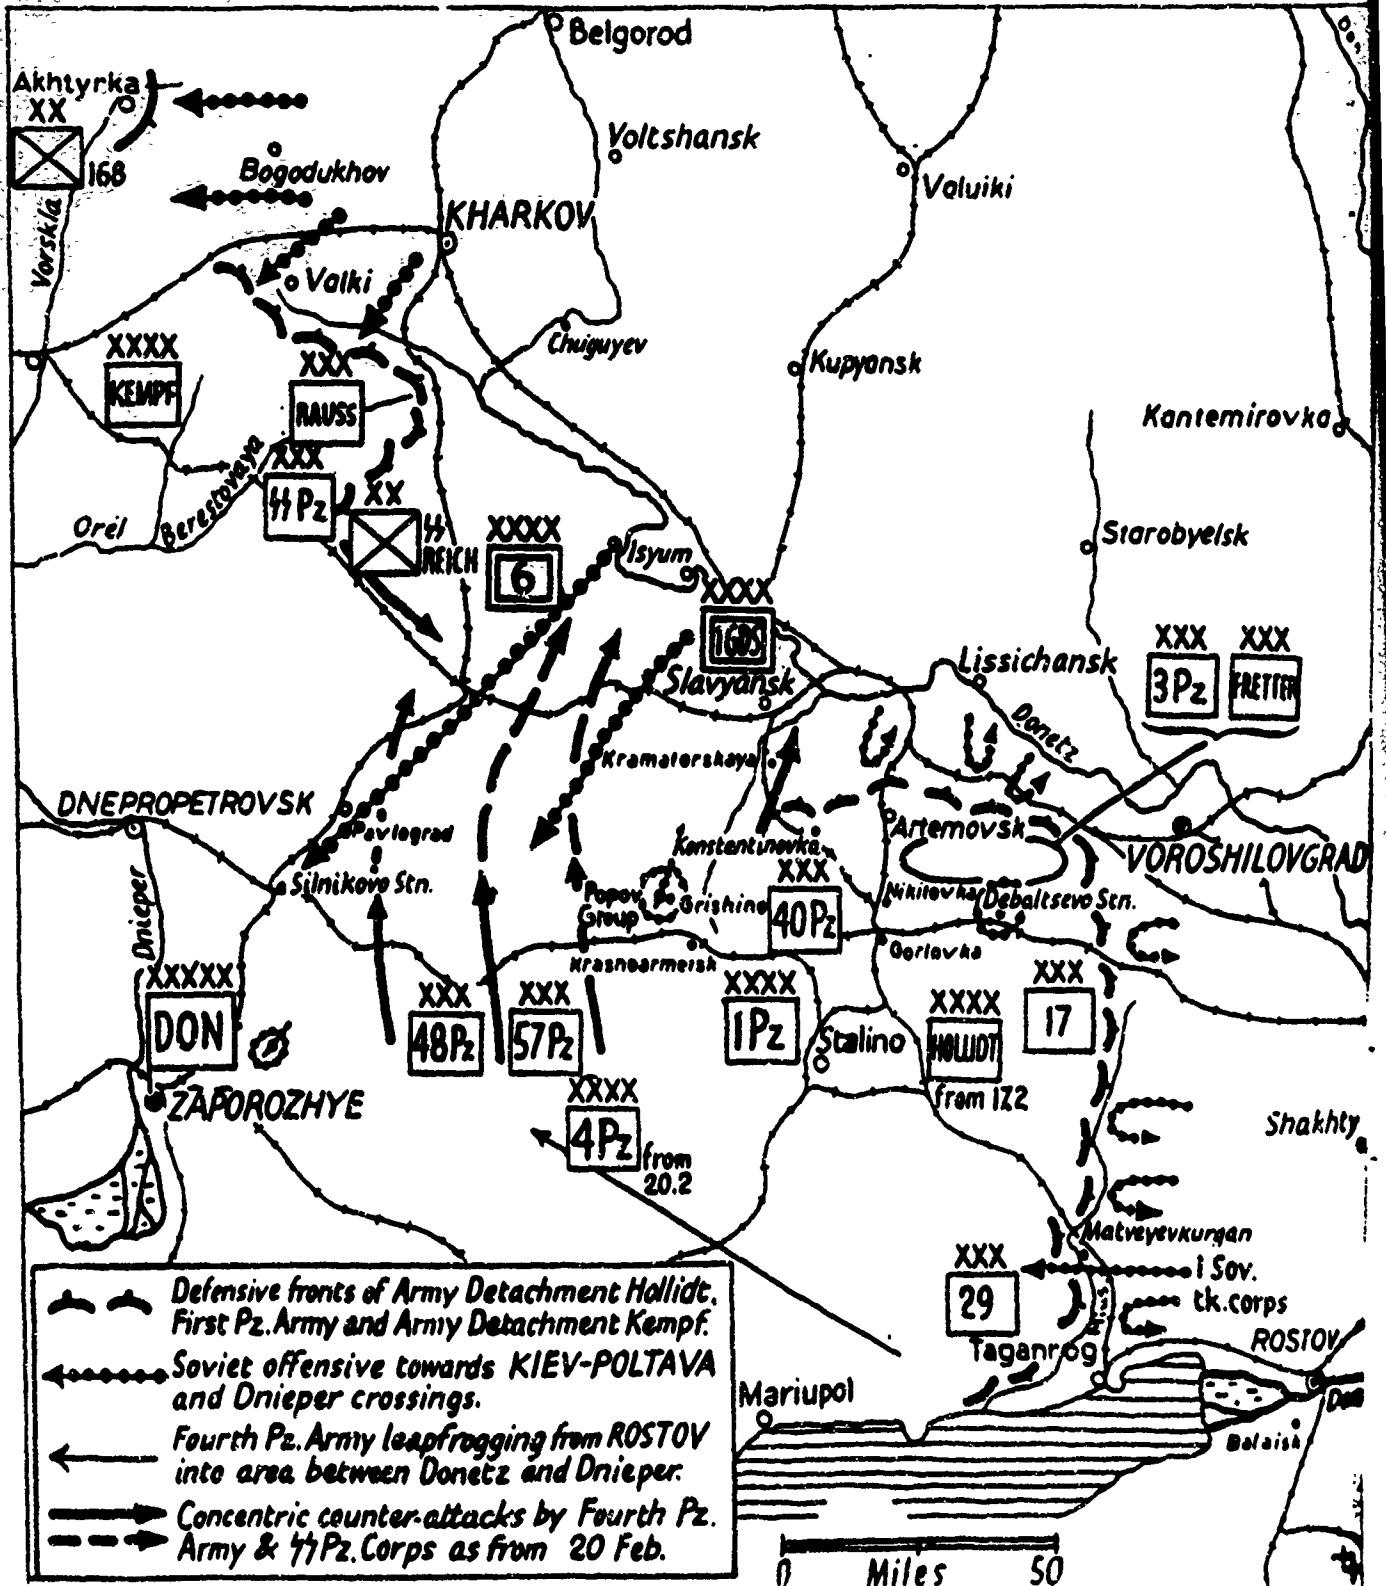 Belgorod
Akhtyrka
XX
168
Voltshansk
Bogodukhov
Valuiki
Vorskla
KHARKOV
Valki
XXXX
KEMPF
XXX
RAUSS
Chuguyev
Kupyansk
Kantemirovka
XXX
ϟϟ Pz
XX
ϟϟ
REICH
Orel
Berestovaya
XXXX
6
Isyum
Starobyelsk
XXXX
1GDS
Slavyansk
Lissichansk
XXX
3Pz
XXX
FRETTER
Donetz
Kramatorskaya
DNEPROPETROVSK
Pavlograd
Konstantinovka
Artemovsk
VOROSHILOVGRAD
Silnikovo Stn.
Popov
Group
Grishino
XXX
40Pz
Nikitovka
Debaltsevo Stn.
Dnieper
Krasnoarmeisk
Gorlovka
XXXXX
DON
XXX
48Pz
XXX
57Pz
XXXX
1Pz
Stalino
XXXX
HOLLIDT
from 1Z2
XXX
17
ZAPOROZHYE
XXXX
4Pz
from
20.2
Shakhty
Matveyevkurgan
XXX
29
1 Sov.
tk.corps
Mius
Taganrog
ROSTOV
Mariupol
Defensive fronts of Army Detachment Hollidt,
First Pz.Army and Army Detachment Kempf.
Soviet offensive towards KIEV-POLTAVA
and Dnieper crossings.
Fourth Pz.Army leapfrogging from ROSTOV
into area between Donetz and Dnieper.
Concentric counter-attacks by Fourth Pz.
Army & ϟϟ Pz.Corps as from 20 Feb.
0 Miles 50